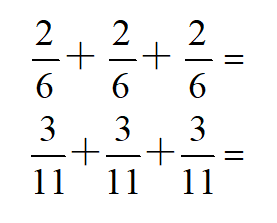 2/6 + 2/6 + 2/6 =
3/11 + 3/11 + 3/11 =